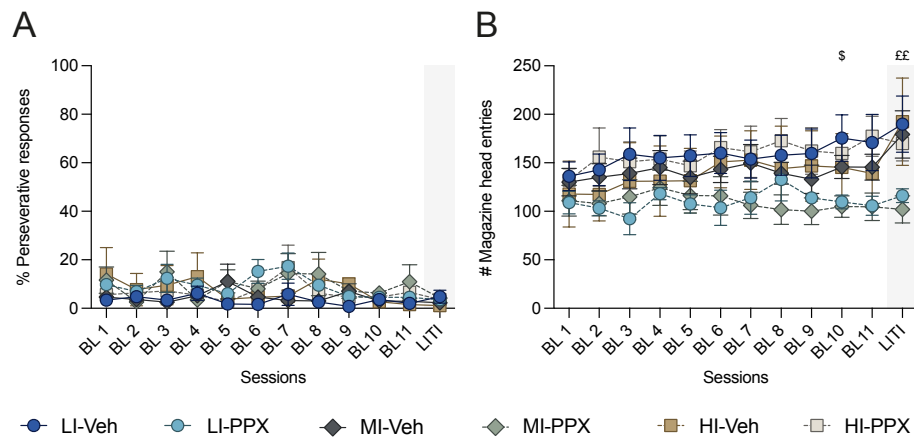 A
B
% Perseverative responses
100
80
60
40
20
0
BL 1
BL 2
BL 3
BL 4
BL 5
BL 6
BL 7
BL 8
BL 9
BL 10
BL 11
LITI
Sessions
# Magazine head entries
250
200
150
100
50
0
$
££
BL 1
BL 2
BL 3
BL 4
BL 5
BL 6
BL 7
BL 8
BL 9
BL 10
BL 11
LITI
Sessions
LI-Veh
LI-PPX
MI-Veh
MI-PPX
HI-Veh
HI-PPX